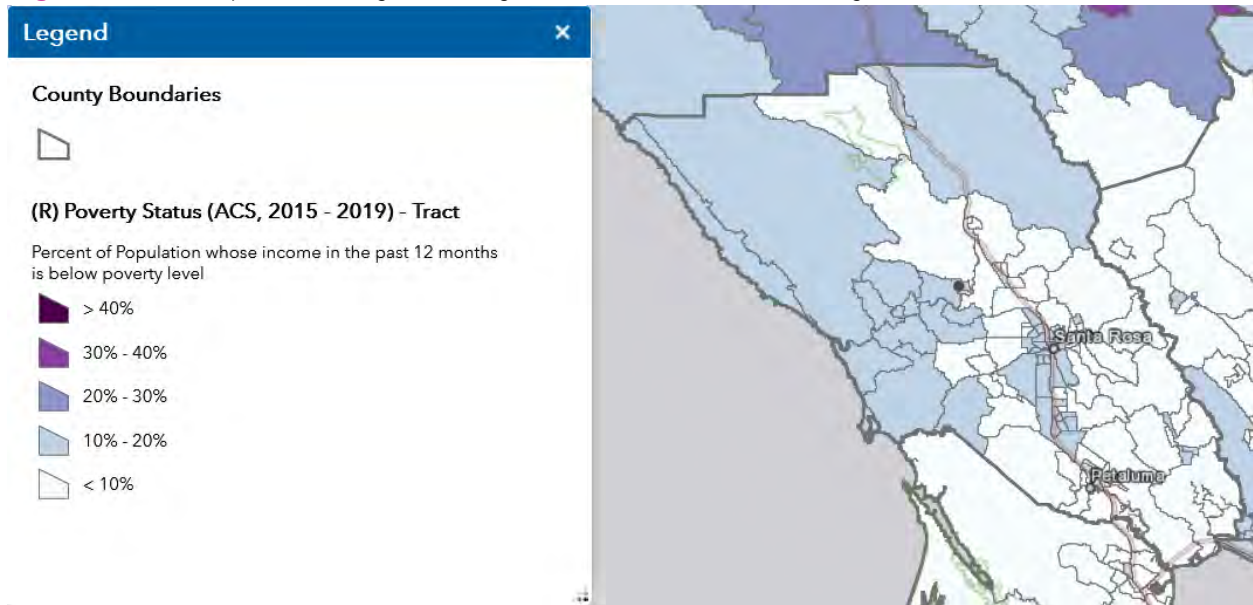 Legend ×
County Boundaries
(R) Poverty Status (ACS, 2015 - 2019) - Tract
Percent of Population whose income in the past 12 months
is below poverty level
> 40%
30% - 40%
20% - 30%
10% - 20%
< 10%
Santa Rosa
Petaluma